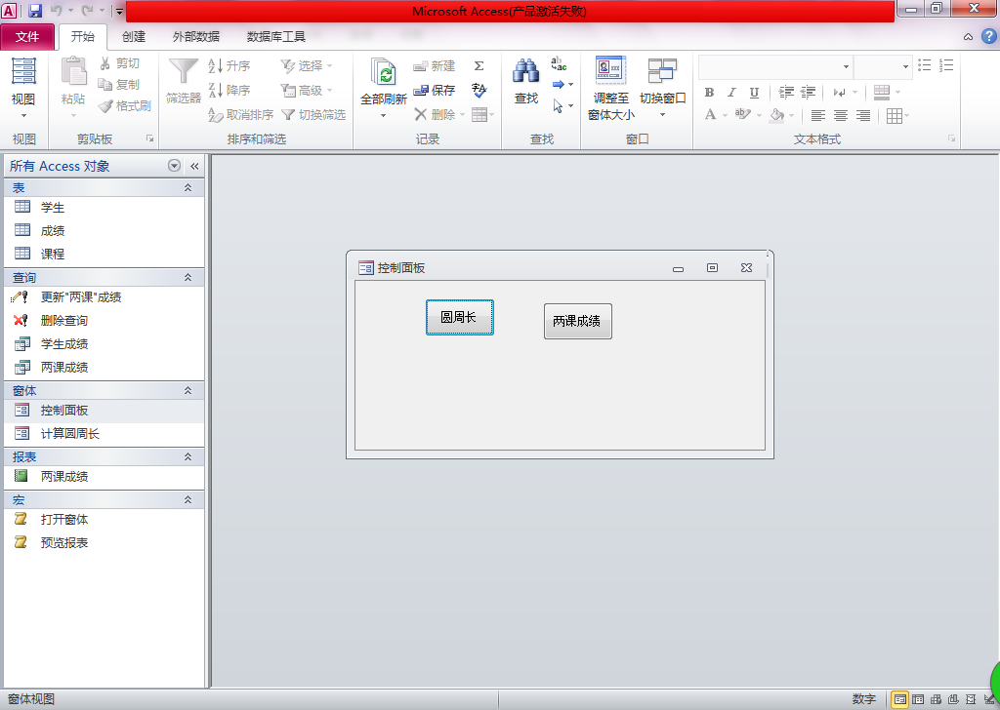 Microsoft Access(产品激活失败)
文件 开始 创建 外部数据 数据库工具
视图 粘贴 剪切 复制 格式刷
筛选器 升序 降序 取消排序 选择 高级 切换筛选
全部刷新 新建 保存 删除
查找 调整至窗体大小 切换窗口
视图 剪贴板 排序和筛选 记录 查找 窗口 文本格式
所有 Access 对象
表
学生
成绩
课程
查询
更新"两课"成绩
删除查询
学生成绩
两课成绩
窗体
控制面板
计算圆周长
报表
两课成绩
宏
打开窗体
预览报表
控制面板
圆周长 两课成绩
窗体视图 数字